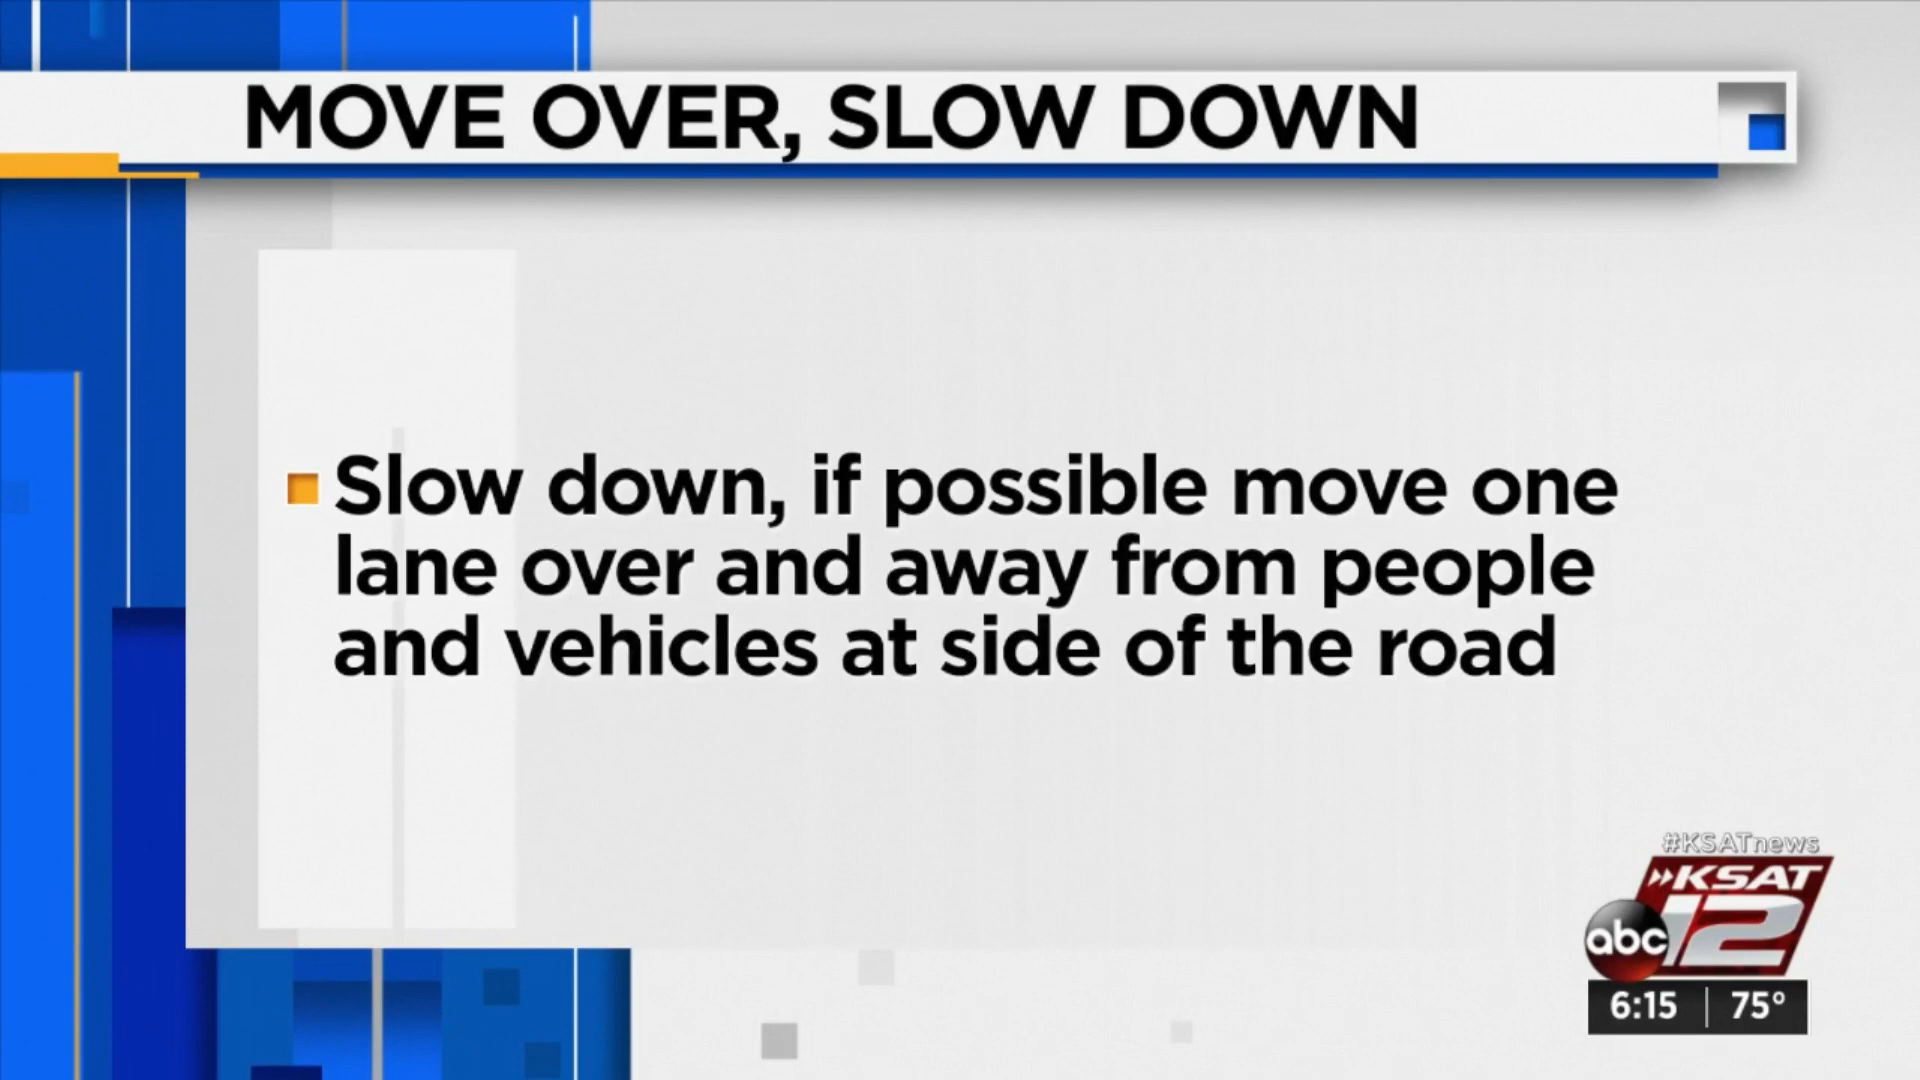 MOVE OVER, SLOW DOWN
Slow down, if possible move one
lane over and away from people
and vehicles at side of the road
#KSATnews
KSAT
12
abc
6:15 | 75°